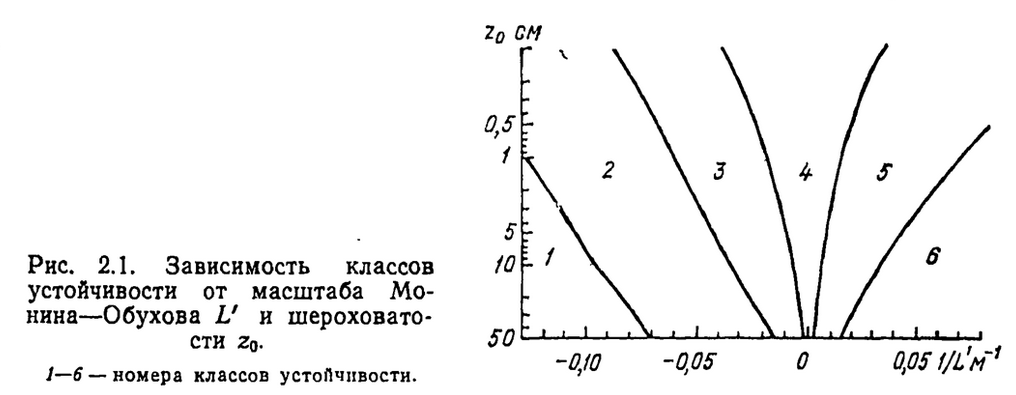 Рис. 2.1. Зависимость классов
устойчивости от масштаба Мо-
нина—Обухова L' и шероховато-
сти z₀.
1—6 — номера классов устойчивости.
z₀ см
0,5
1
5
10
50
1
2
3
4
5
6
-0,10
-0,05
0
0,05
1/L' м⁻¹